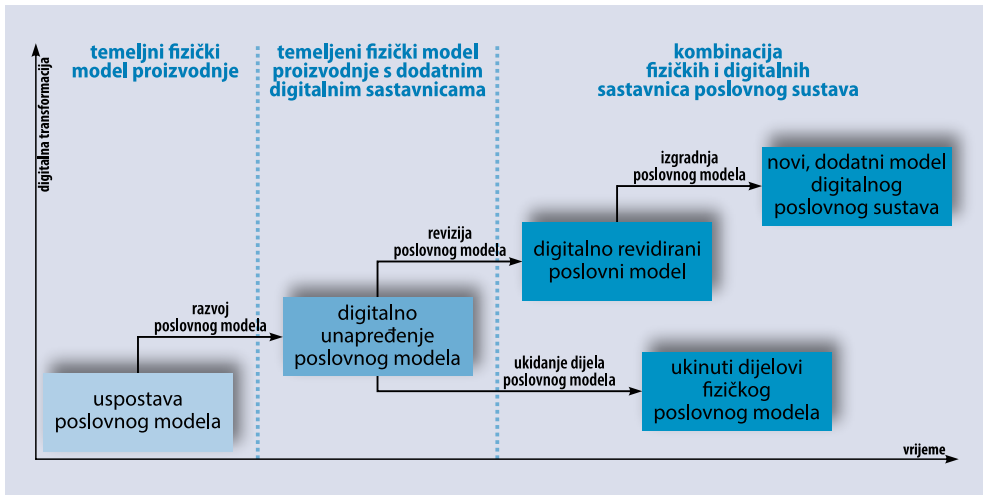 temeljni fizički
model proizvodnje
temeljeni fizički model
proizvodnje s dodatnim
digitalnim sastavnicama
kombinacija
fizičkih i digitalnih
sastavnica poslovnog sustava
digitalna transformacija
izgradnja
poslovnog modela
novi, dodatni model
digitalnog
poslovnog sustava
revizija
poslovnog modela
digitalno revidirani
poslovni model
razvoj
poslovnog modela
digitalno
unapređenje
poslovnog modela
ukidanje dijela
poslovnog modela
ukinuti dijelovi
fizičkog
poslovnog modela
uspostava
poslovnog modela
vrijeme